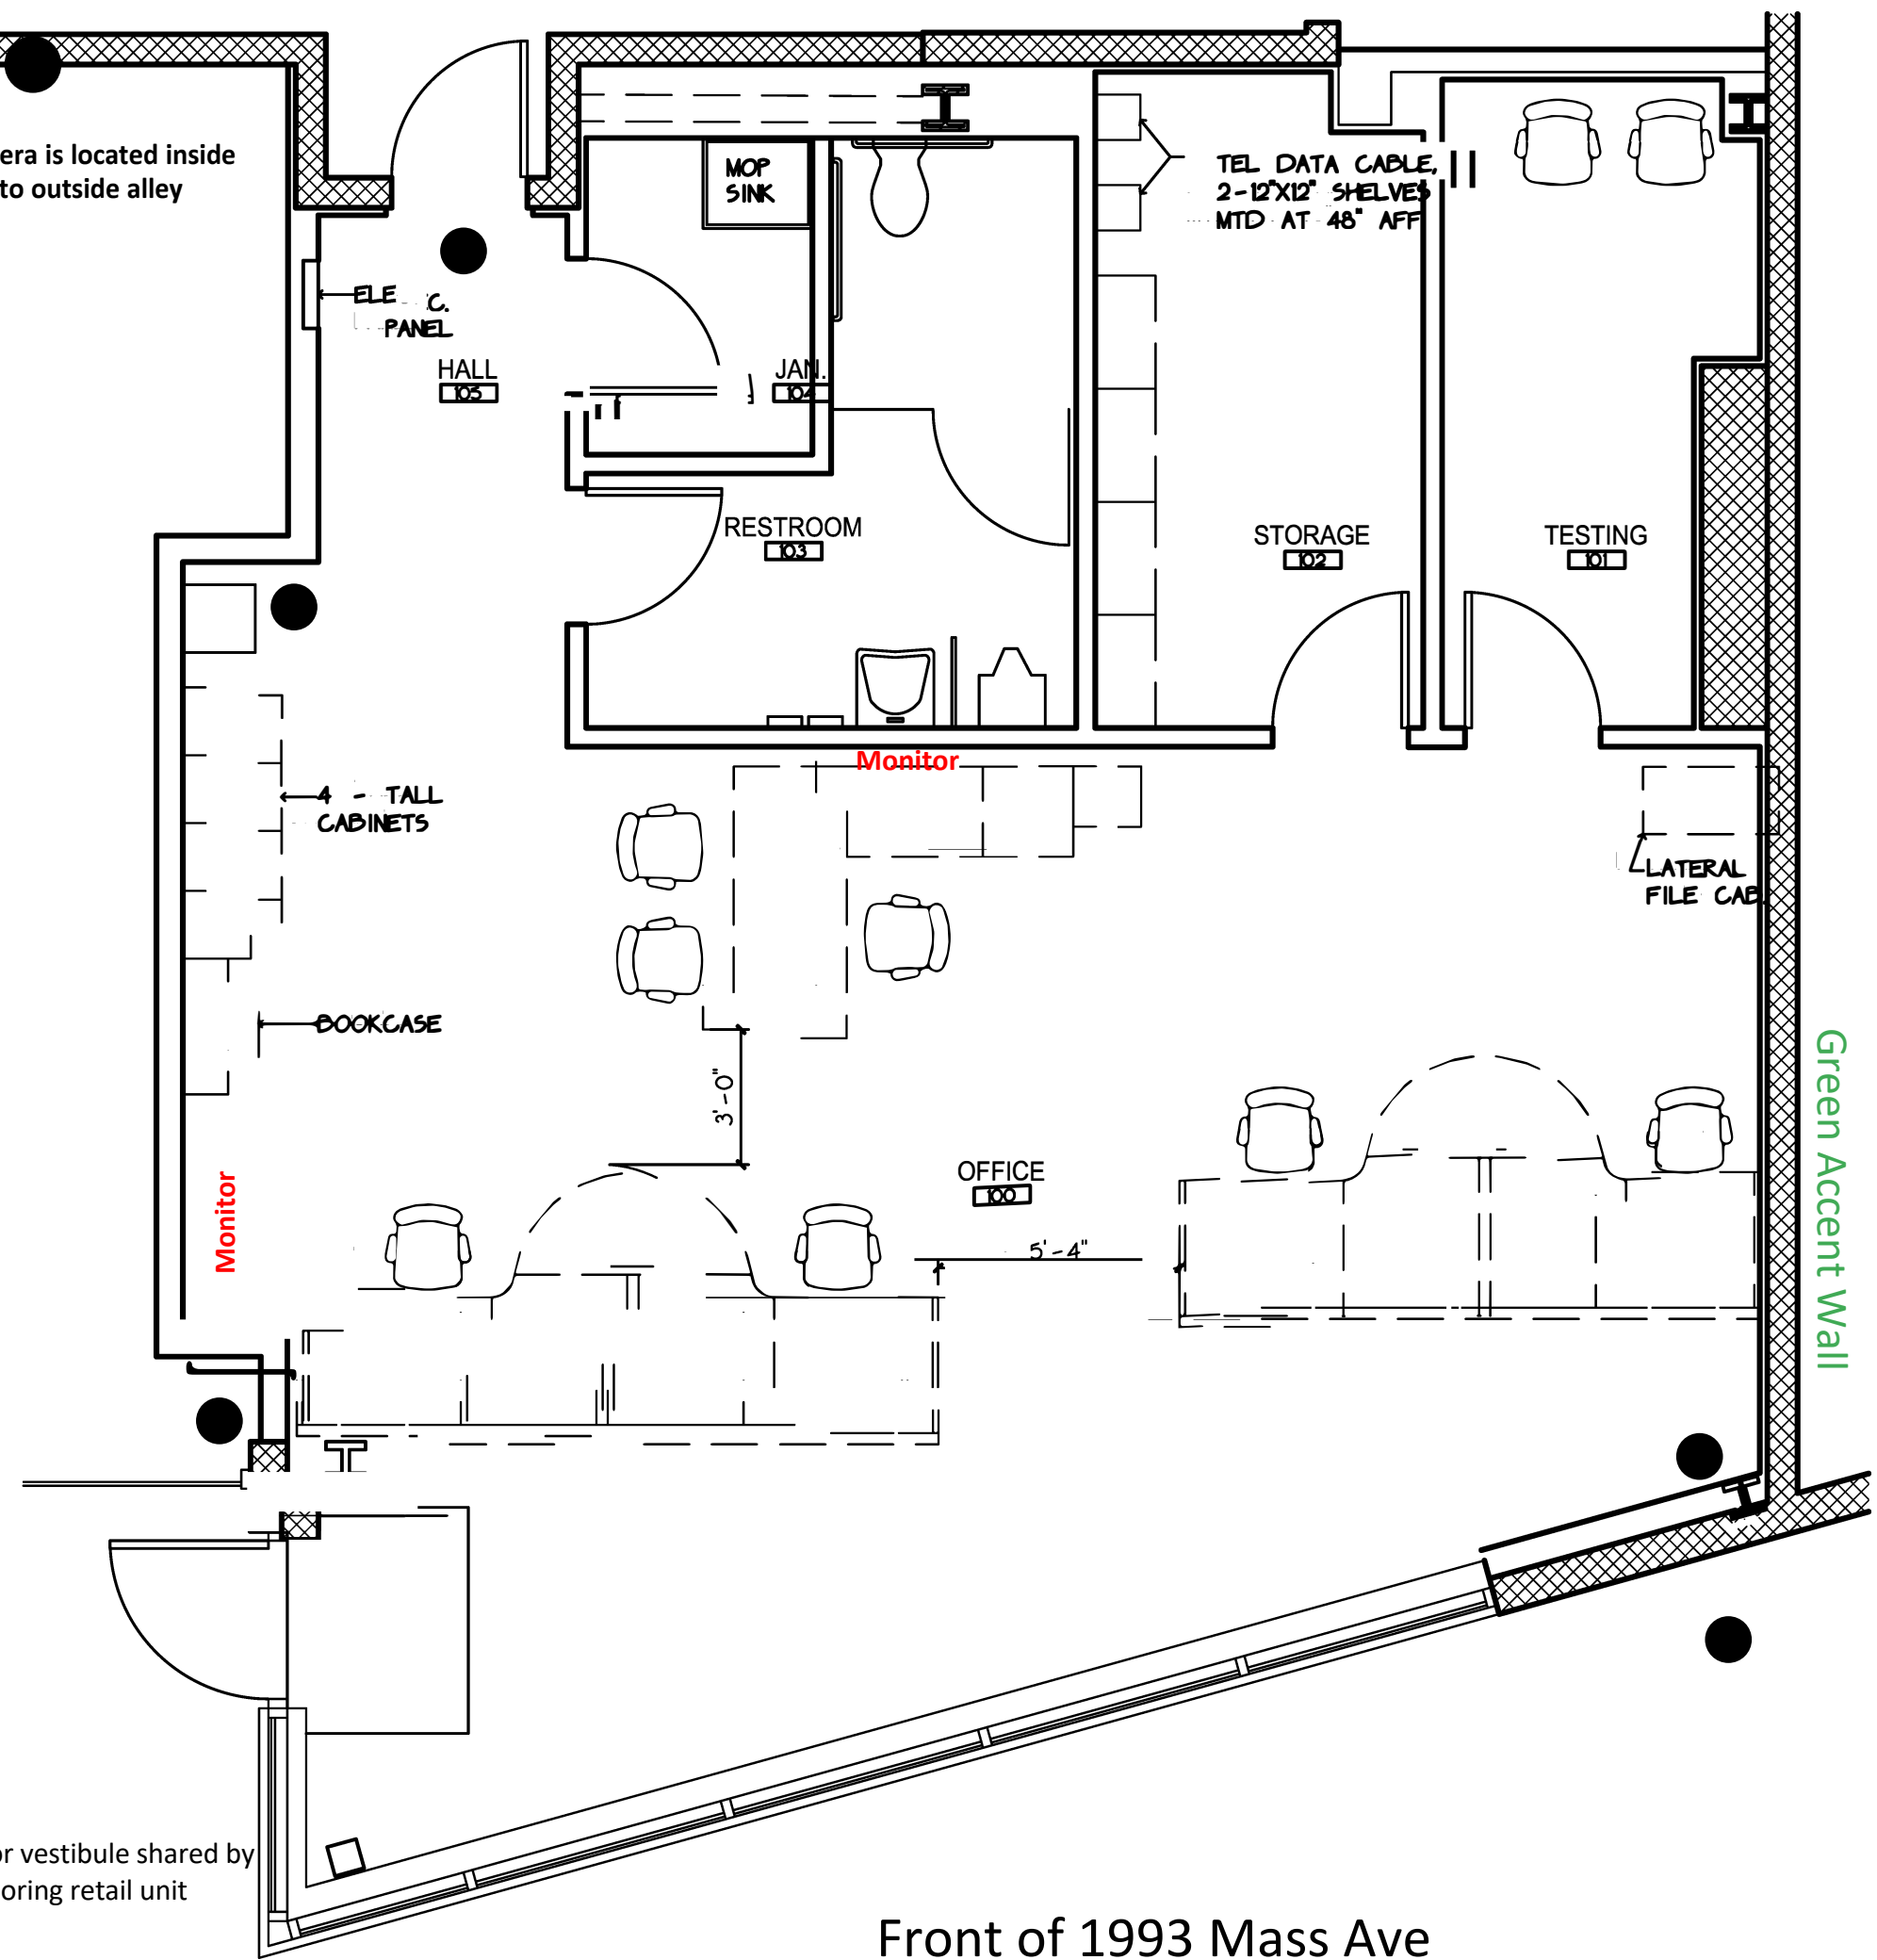 era is located inside
to outside alley
MOP
SINK
TEL DATA CABLE,
2-12"X12" SHELVES
MTD AT 48" AFF
ELE C.
PANEL
HALL
105
JAN.
104
RESTROOM
103
STORAGE
102
TESTING
101
Monitor
4 - TALL
CABINETS
LATERAL
FILE CAB.
BOOKCASE
3'-0"
Green Accent Wall
Monitor
OFFICE
100
5'-4"
or vestibule shared by
oring retail unit
Front of 1993 Mass Ave